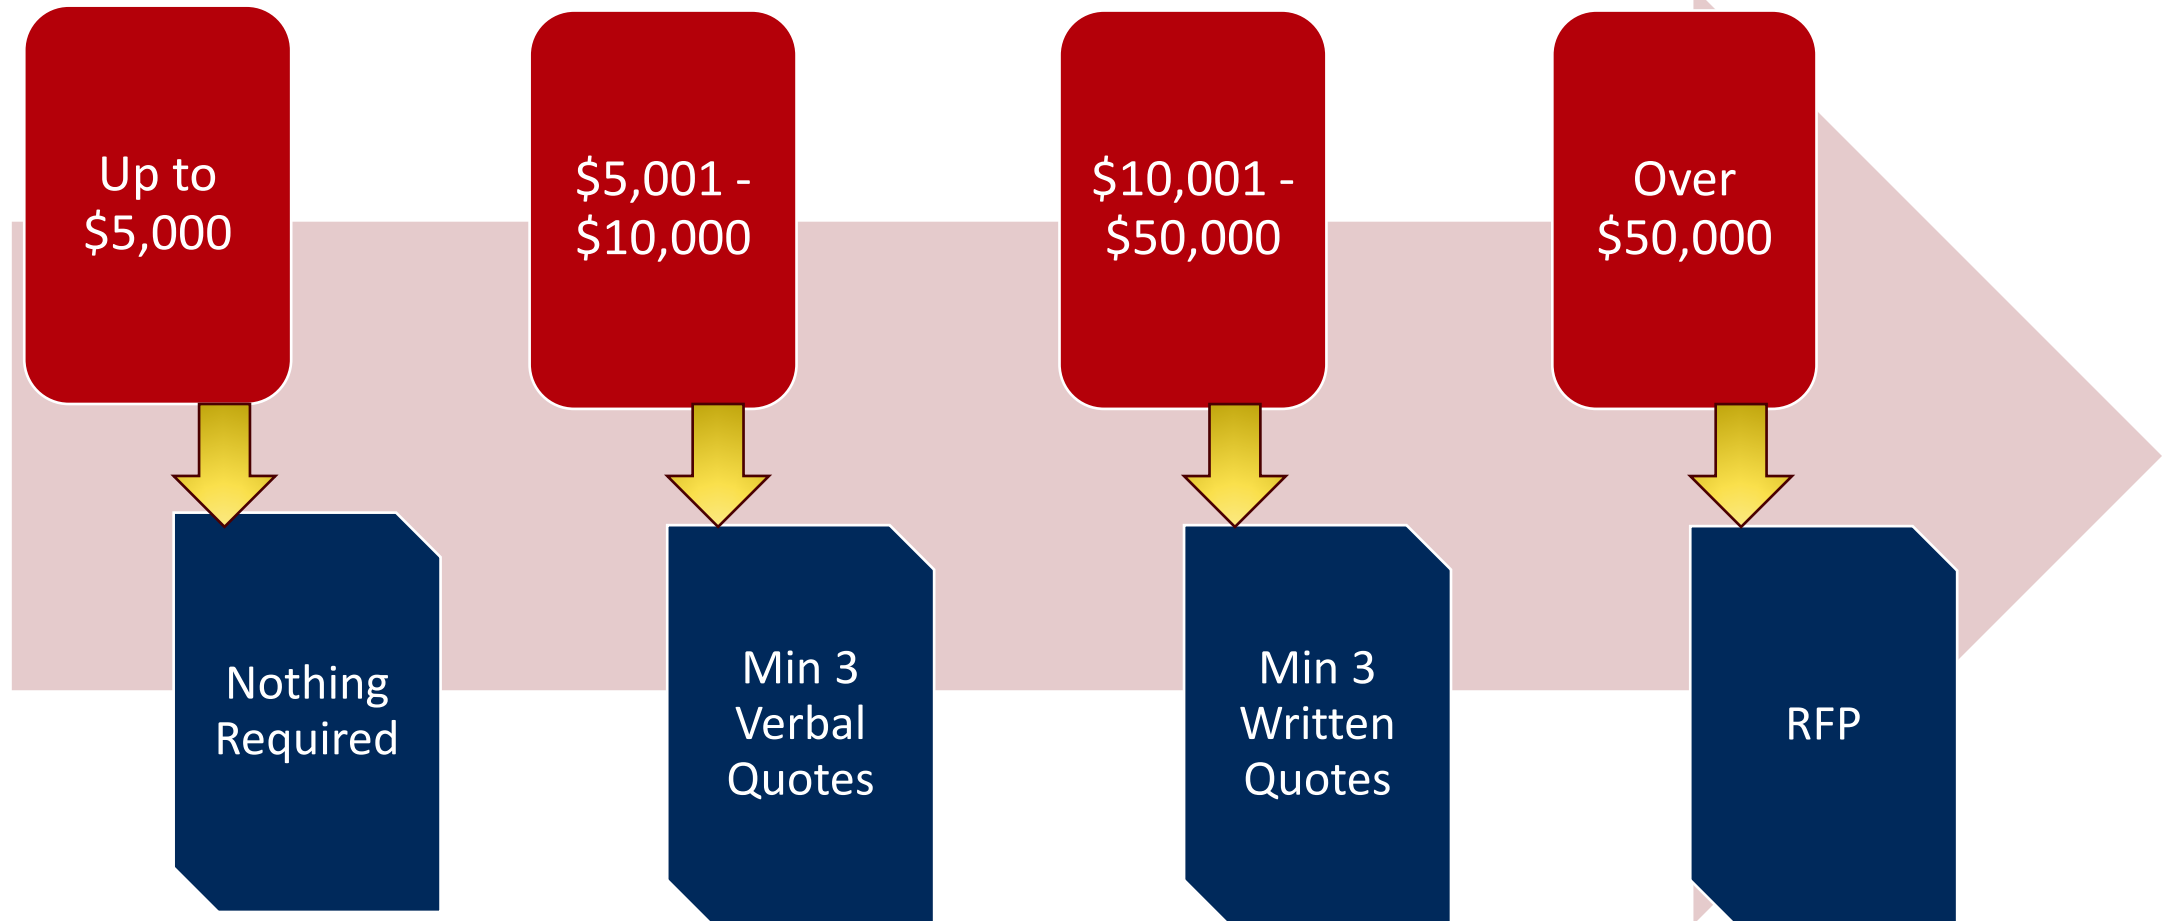 Up to
$5,000
$5,001 -
$10,000
$10,001 -
$50,000
Over
$50,000
Nothing
Required
Min 3
Verbal
Quotes
Min 3
Written
Quotes
RFP